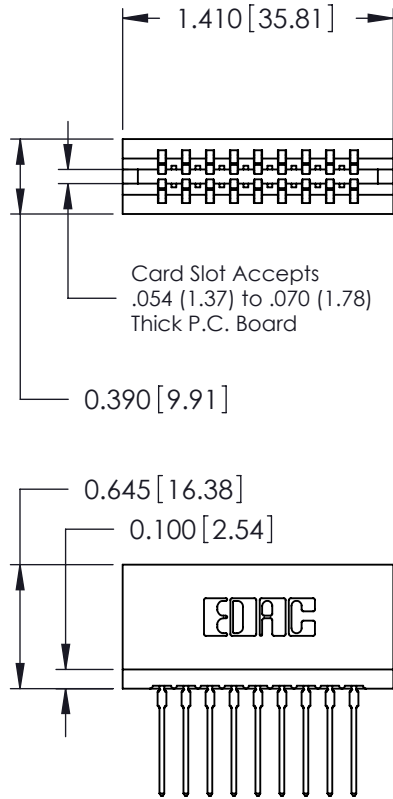 1.410[35.81]
Card Slot Accepts
.054 (1.37) to .070 (1.78)
Thick P.C. Board
0.390[9.91]
0.645[16.38]
0.100[2.54]
EDAC